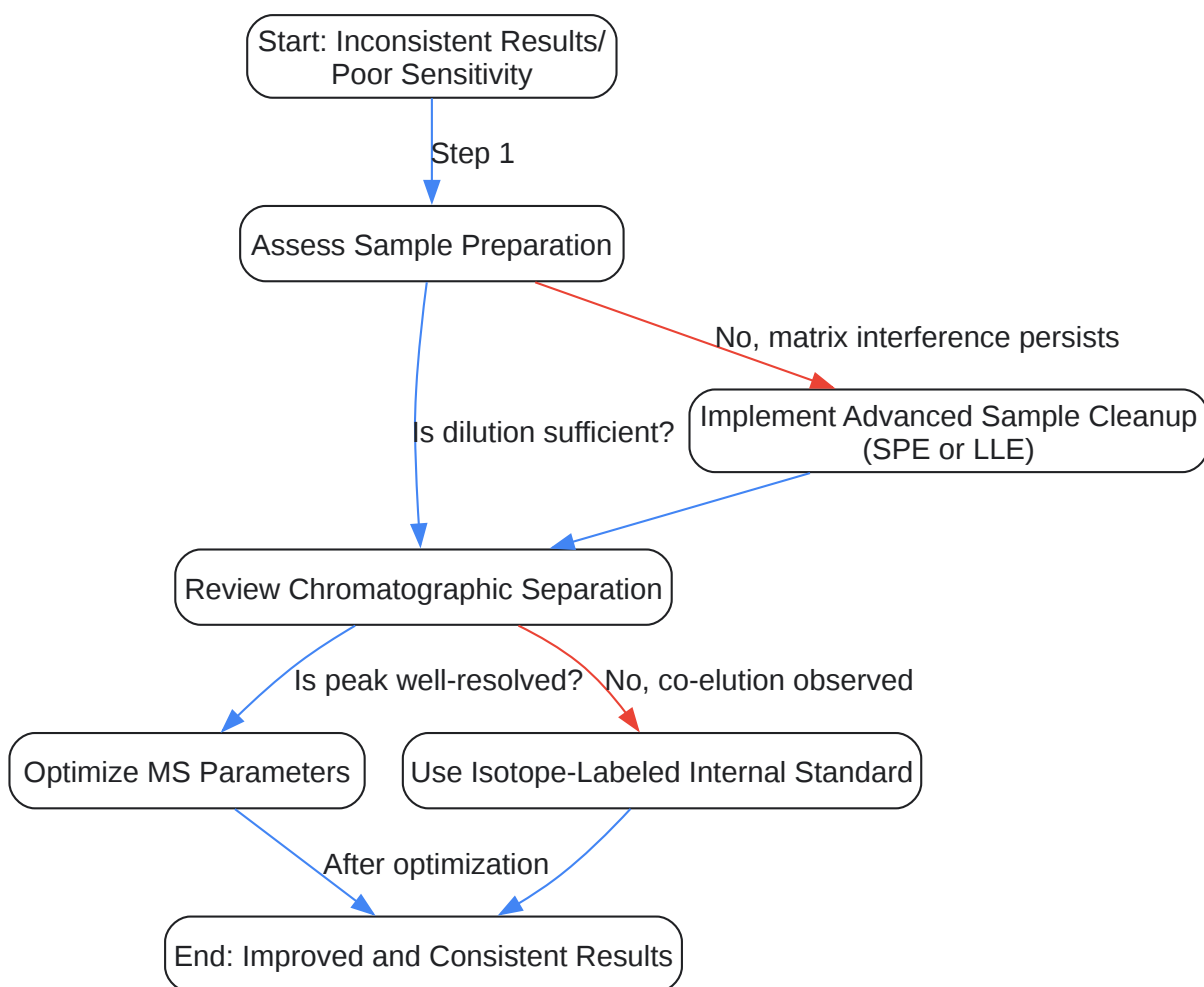 Start: Inconsistent Results/
Poor Sensitivity
Step 1
Assess Sample Preparation
No, matrix interference persists
Is dilution sufficient?
Implement Advanced Sample Cleanup
(SPE or LLE)
Review Chromatographic Separation
Is peak well-resolved?
No, co-elution observed
Optimize MS Parameters
Use Isotope-Labeled Internal Standard
After optimization
End: Improved and Consistent Results